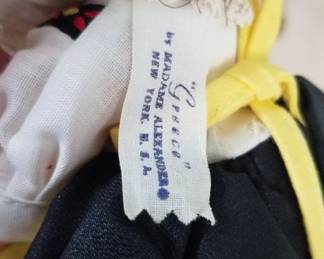 "Greece"
by MADAME ALEXANDER®
NEW YORK, U.S.A.